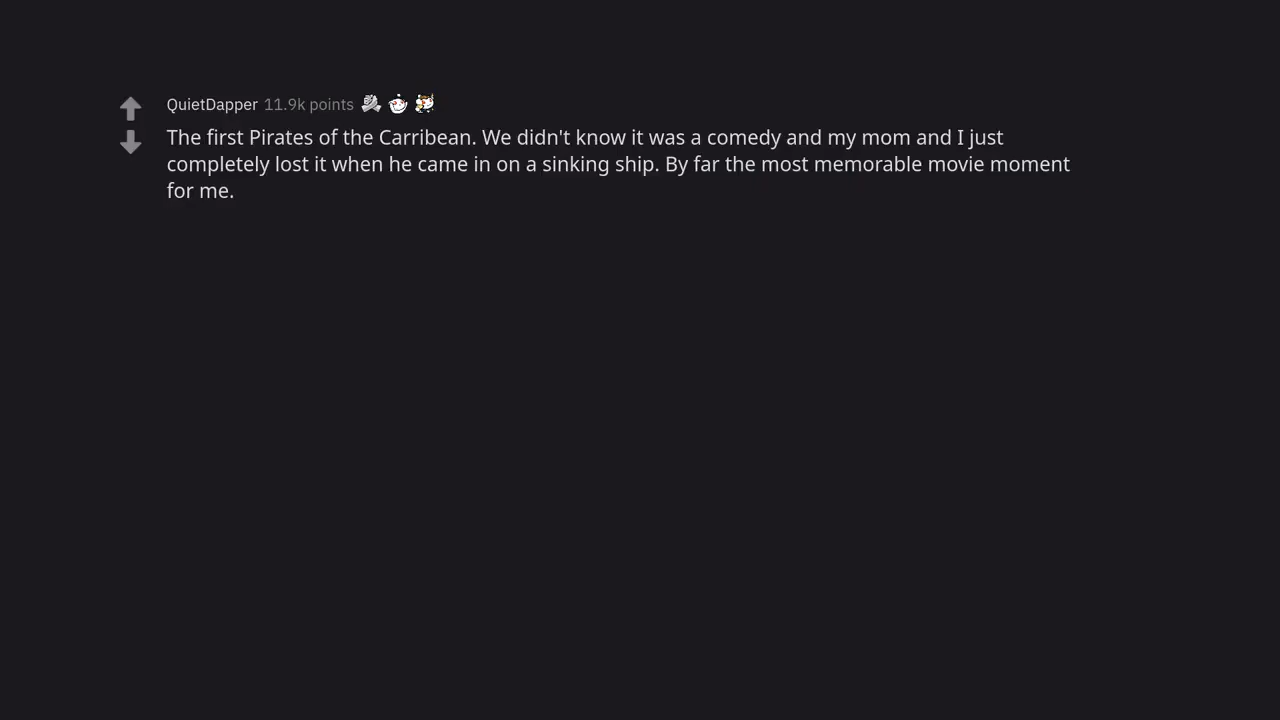 QuietDapper 11.9k points
The first Pirates of the Carribean. We didn't know it was a comedy and my mom and I just
completely lost it when he came in on a sinking ship. By far the most memorable movie moment
for me.